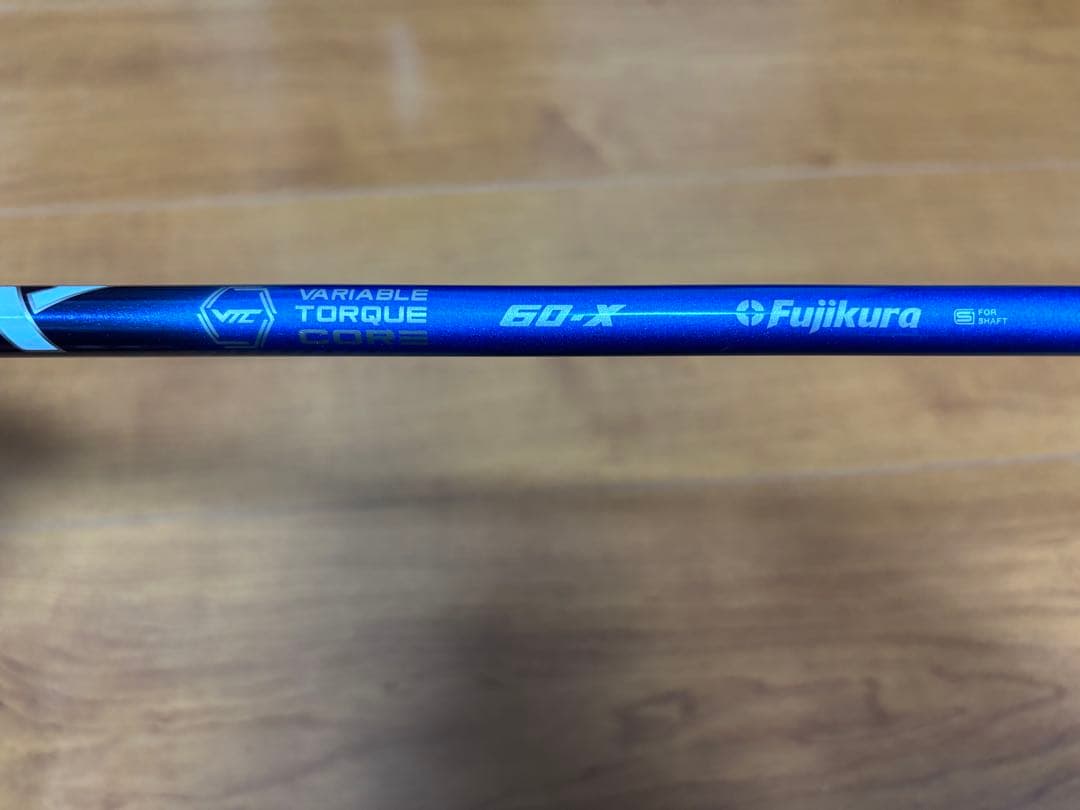 VTC
VARIABLE
TORQUE
CORE
60-X
Fujikura
S FOR
SHAFT